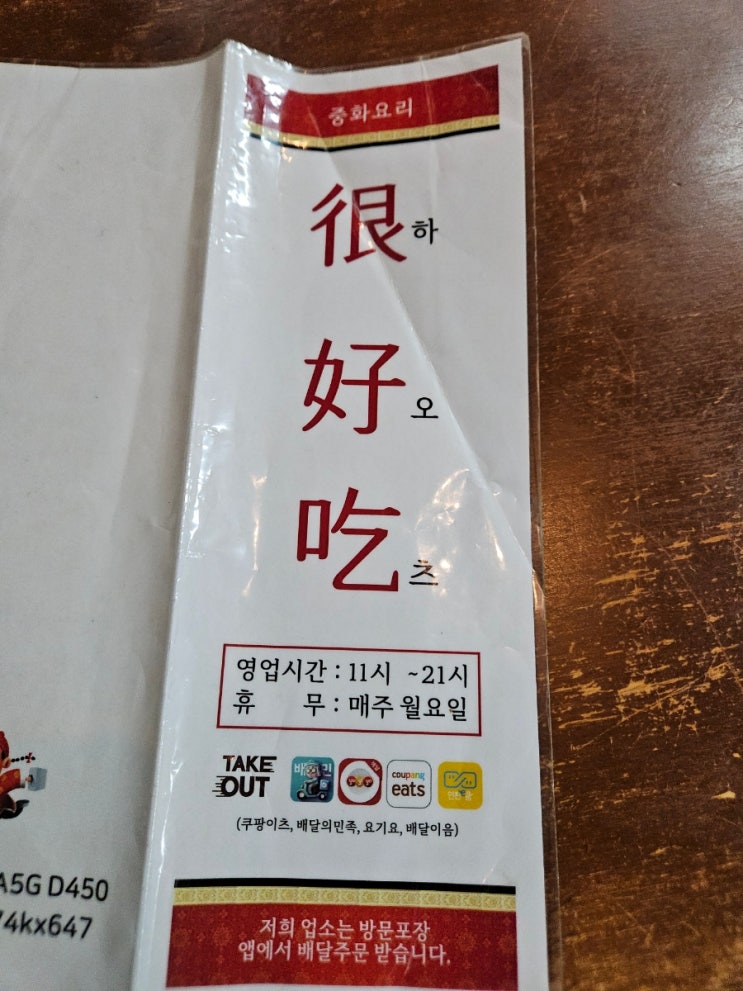 중화요리
很 하
好 오
吃 츠
영업시간 : 11시 ~21시
휴 무 : 매주 월요일
TAKE
OUT
coupang
eats
(쿠팡이츠, 배달의민족, 요기요, 배달이음)
저희 업소는 방문포장
앱에서 배달주문 받습니다.
A5G D450
74kx647